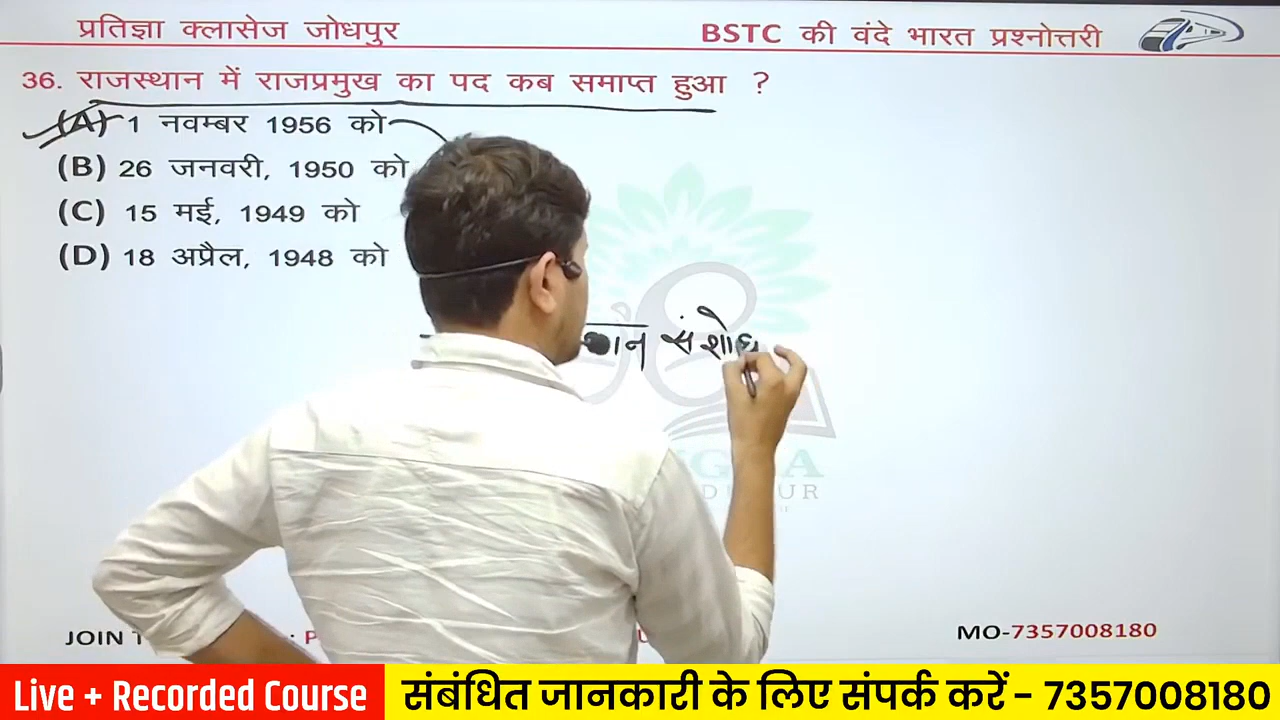 प्रतिज्ञा क्लासेज जोधपुर
BSTC की वंदे भारत प्रश्नोत्तरी
36. राजस्थान में राजप्रमुख का पद कब समाप्त हुआ ?
(A) 1 नवम्बर 1956 को
(B) 26 जनवरी, 1950 को
(C) 15 मई, 1949 को
(D) 18 अप्रैल, 1948 को
संशोध
JOIN
MO-7357008180
Live + Recorded Course
संबंधित जानकारी के लिए संपर्क करें - 7357008180